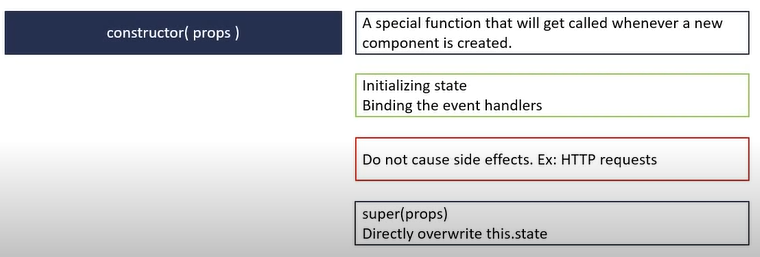 constructor( props )
A special function that will get called whenever a new
component is created.
Initializing state
Binding the event handlers
Do not cause side effects. Ex: HTTP requests
super(props)
Directly overwrite this.state